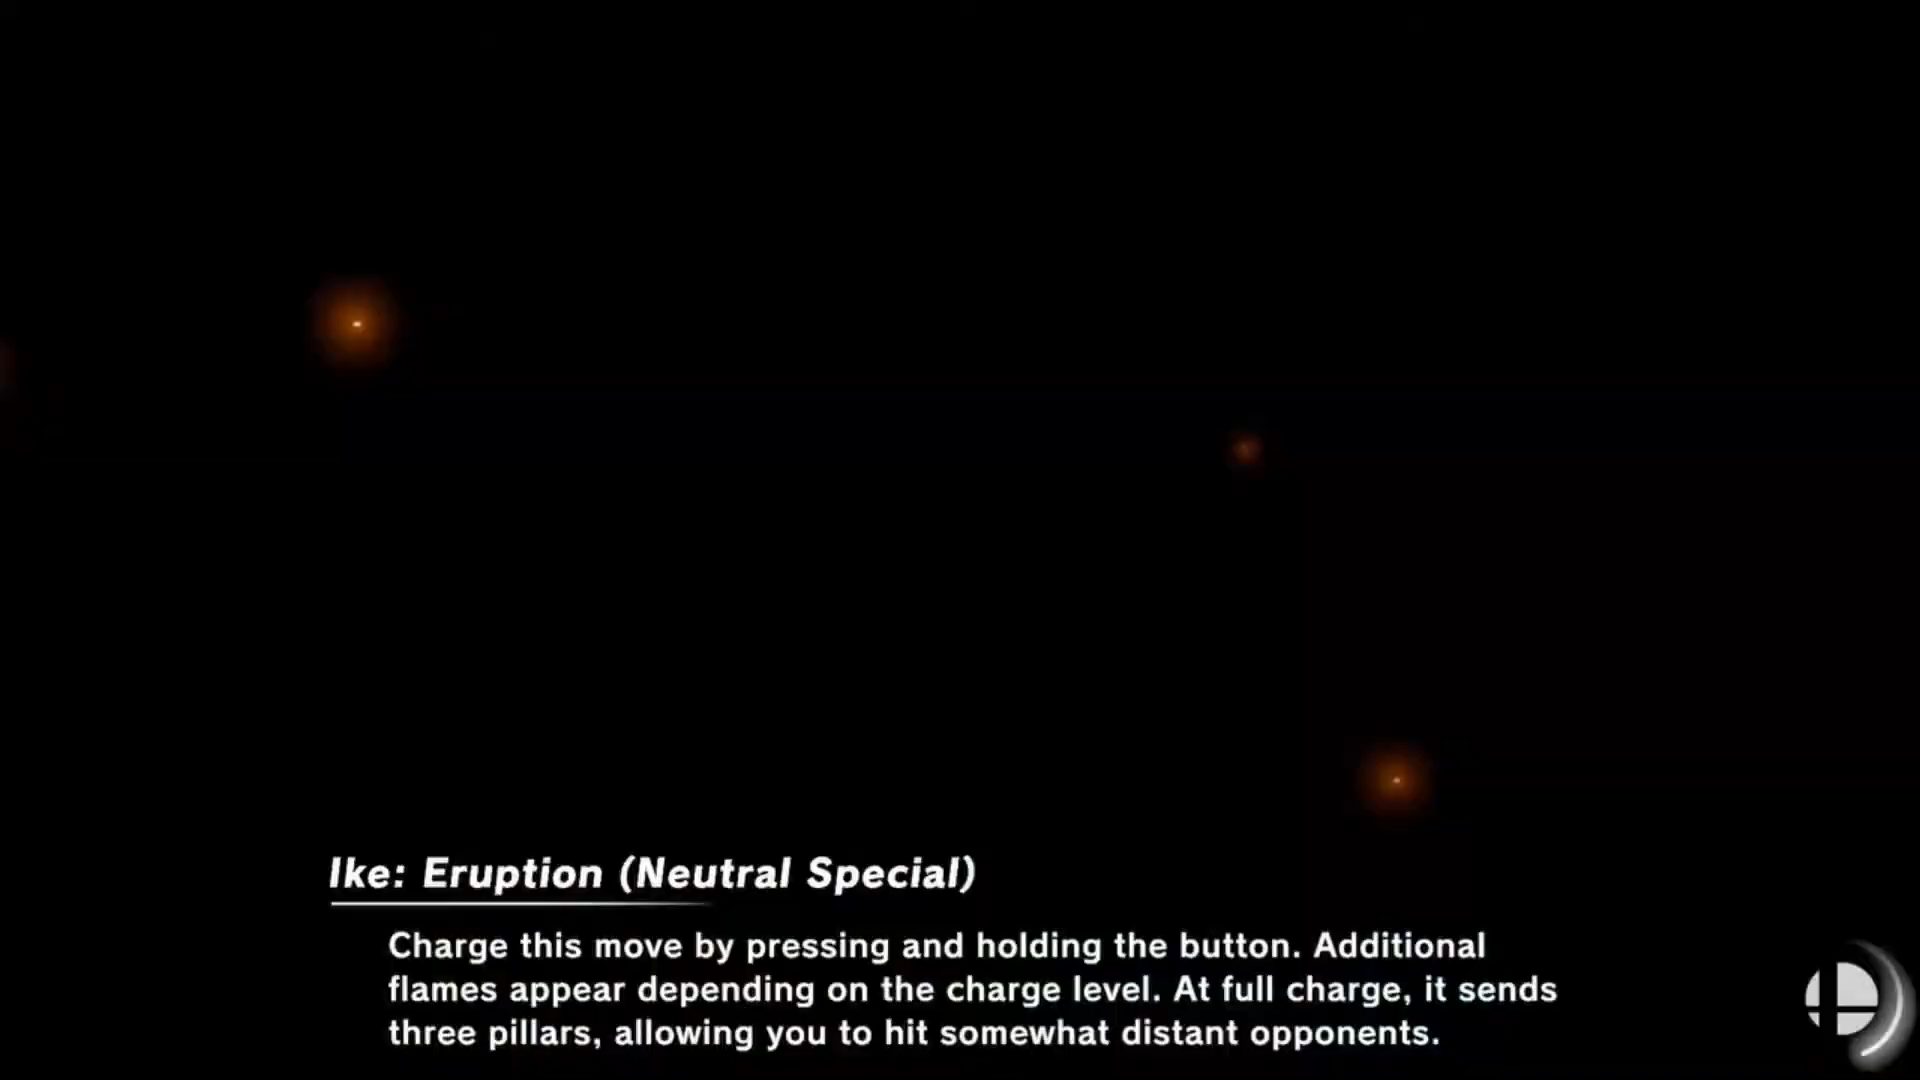 Ike: Eruption (Neutral Special)
Charge this move by pressing and holding the button. Additional
flames appear depending on the charge level. At full charge, it sends
three pillars, allowing you to hit somewhat distant opponents.